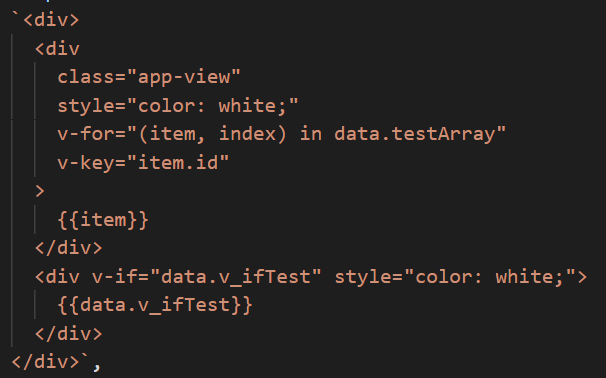 `<div>
<div
class="app-view"
style="color: white;"
v-for="(item, index) in data.testArray"
v-key="item.id"
>
{{item}}
</div>
<div v-if="data.v_ifTest" style="color: white;">
{{data.v_ifTest}}
</div>
</div>`,